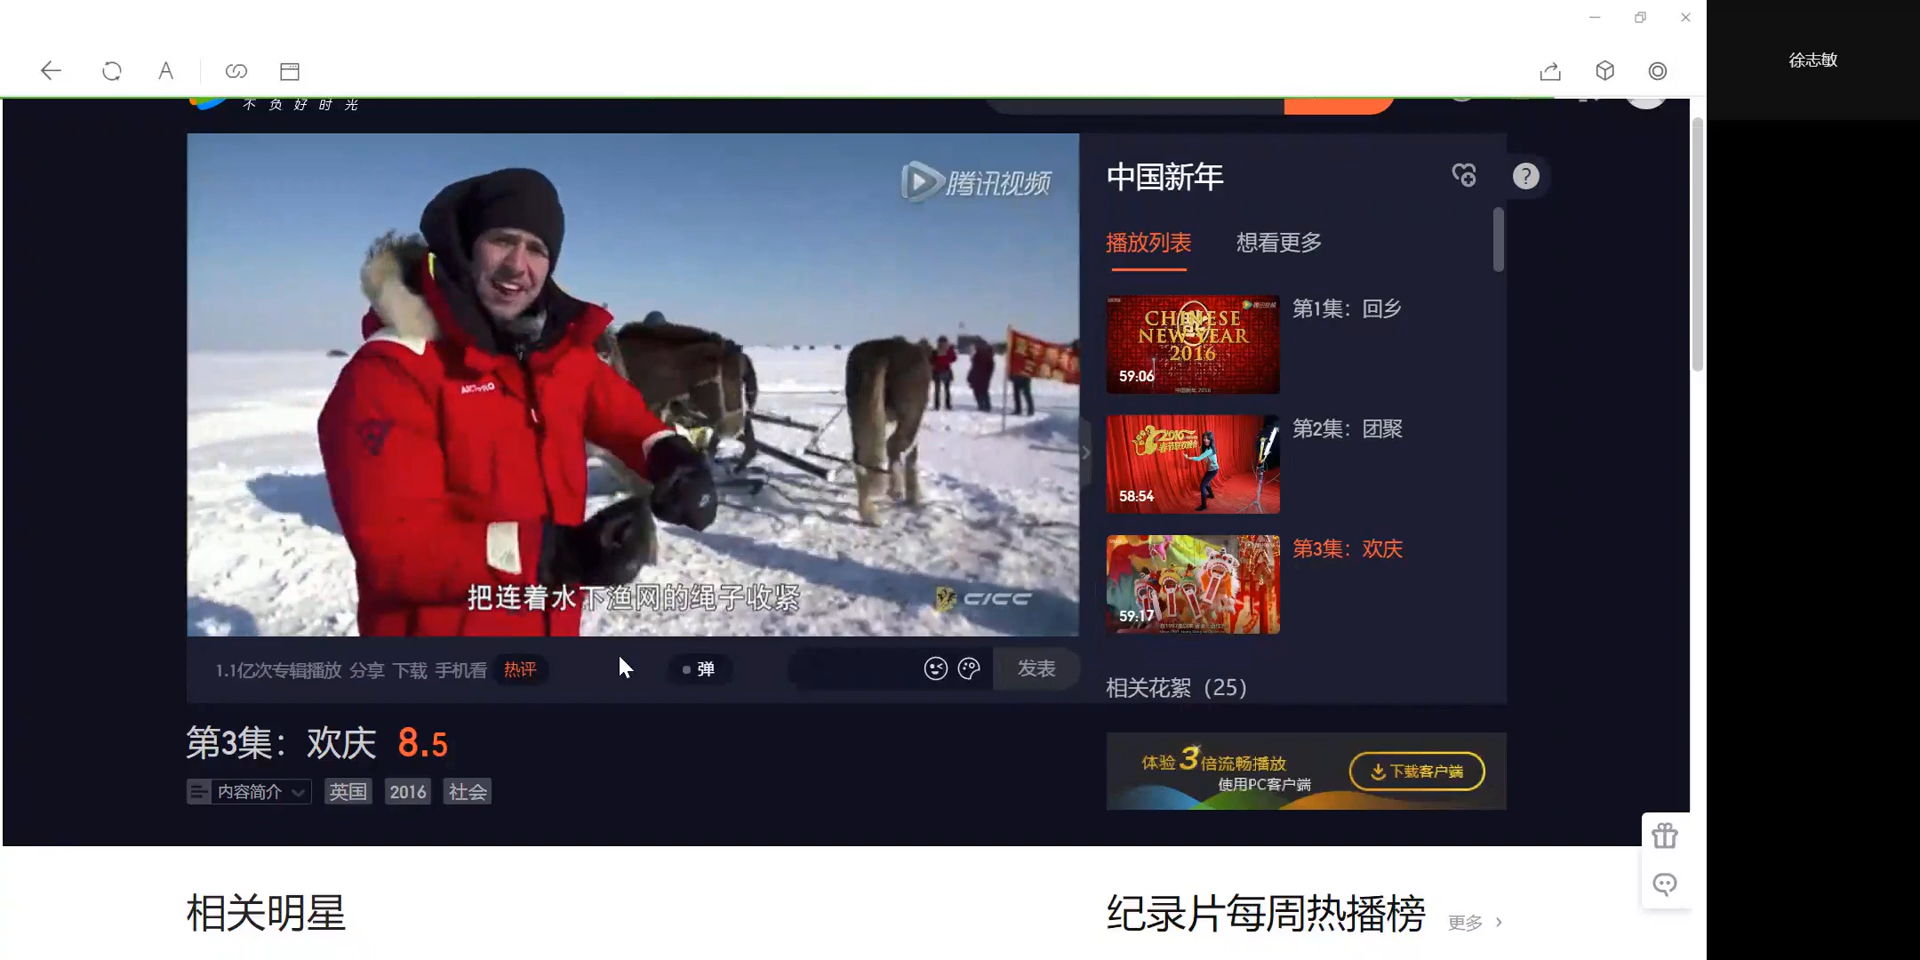 徐志敏
不负好时光
腾讯视频
把连着水下渔网的绳子收紧
CICC
中国新年
播放列表 想看更多
CHINESE
NEW YEAR
2016
59:06
第1集：回乡
2016
58:54
第2集：团聚
59:17
第3集：欢庆
相关花絮（25）
1.1亿次专辑播放 分享 下载 手机看 热评
弹
发表
第3集：欢庆 8.5
内容简介 英国 2016 社会
体验3倍流畅播放
使用PC客户端
下载客户端
相关明星
纪录片每周热播榜 更多